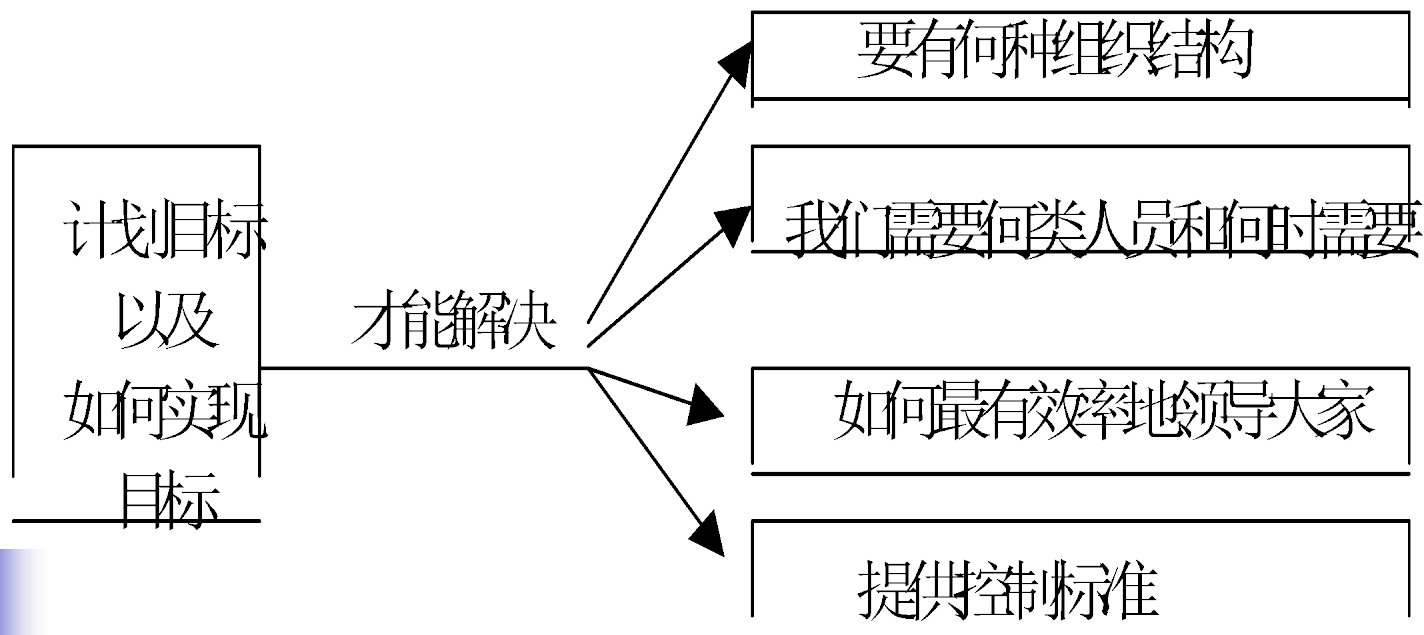 计划目标
以及
如何实现
目标
才能解决
要有何种组织结构
我们需要何类人员和何时需要
如何最有效率地领导大家
提供控制标准